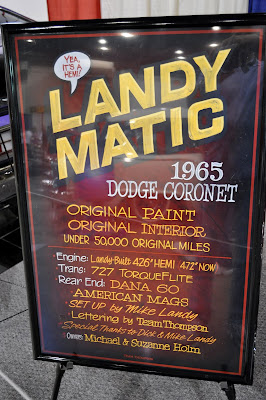 YEA,
IT'S A
HEMI!
LANDY
MATIC
1965
DODGE CORONET
ORIGINAL PAINT
ORIGINAL INTERIOR
UNDER 50,000 ORIGINAL MILES
Engine: Landy-Built 426" HEMI 472" NOW
Trans: 727 TORQUEFLITE
Rear End: DANA 60
AMERICAN MAGS
SET UP by Mike Landy
Lettering by Team Thompson
Special Thanks to Dick & Mike Landy
Owners: Michael & Suzanne Holm